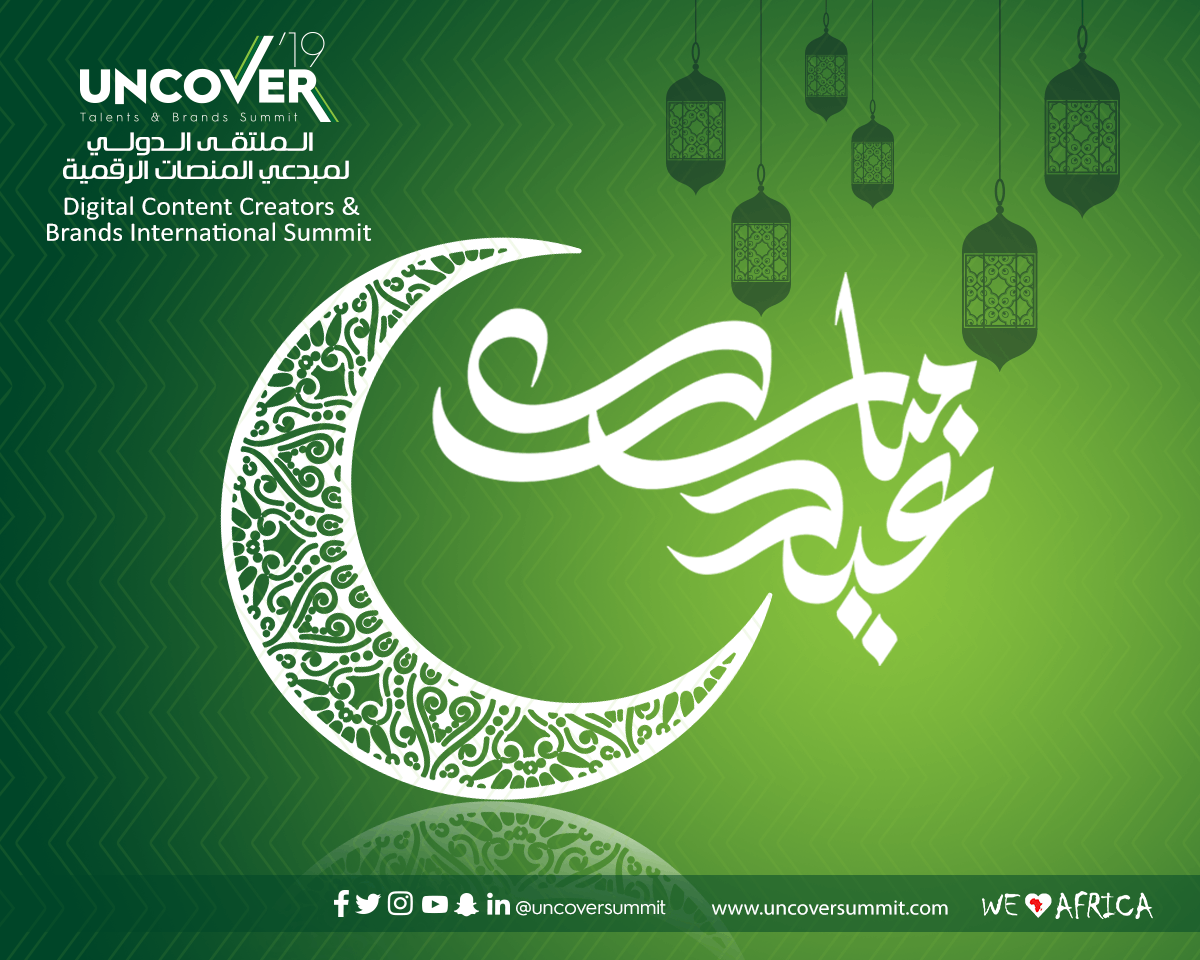 '19
UNCOVER
Talents & Brands Summit
الملتقى الدولي
لمبدعي المنصات الرقمية
Digital Content Creators &
Brands International Summit
عيد مبارك
@uncoversummit
www.uncoversummit.com
WE AFRICA